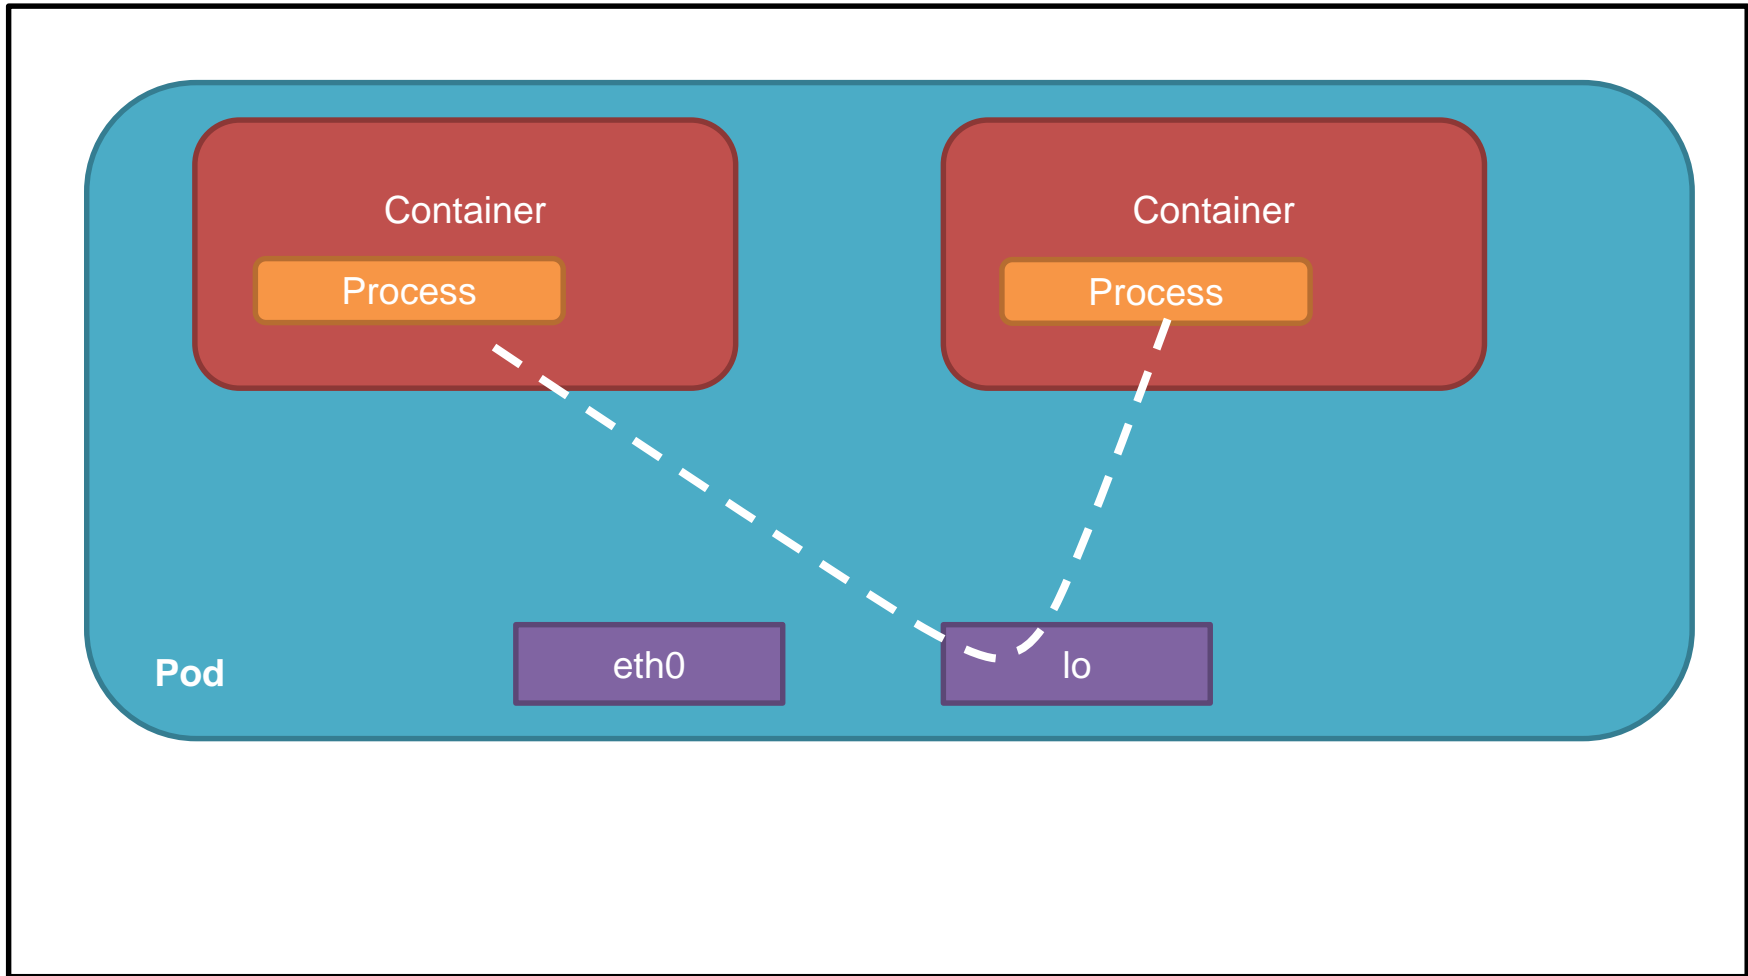 Container
Container
Process
Process
Pod
eth0
lo